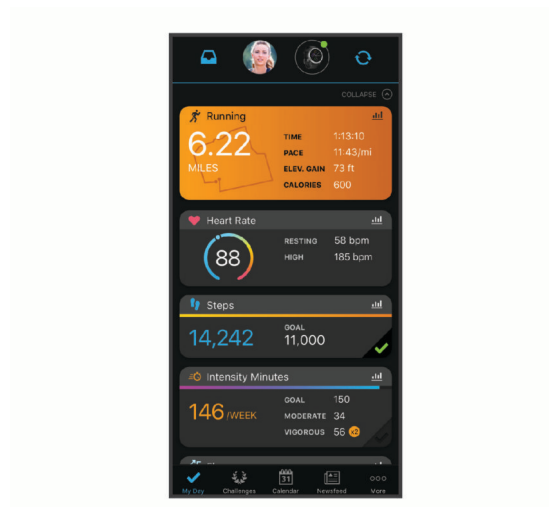 COLLAPSE
Running
6.22
MILES
TIME 1:13:10
PACE 11:43/mi
ELEV. GAIN 73 ft
CALORIES 600
Heart Rate
88
RESTING 58 bpm
HIGH 185 bpm
Steps
14,242
GOAL
11,000
Intensity Minutes
146 /WEEK
GOAL 150
MODERATE 34
VIGOROUS 56 x2
31
My Day Challenges Calendar Newsfeed More